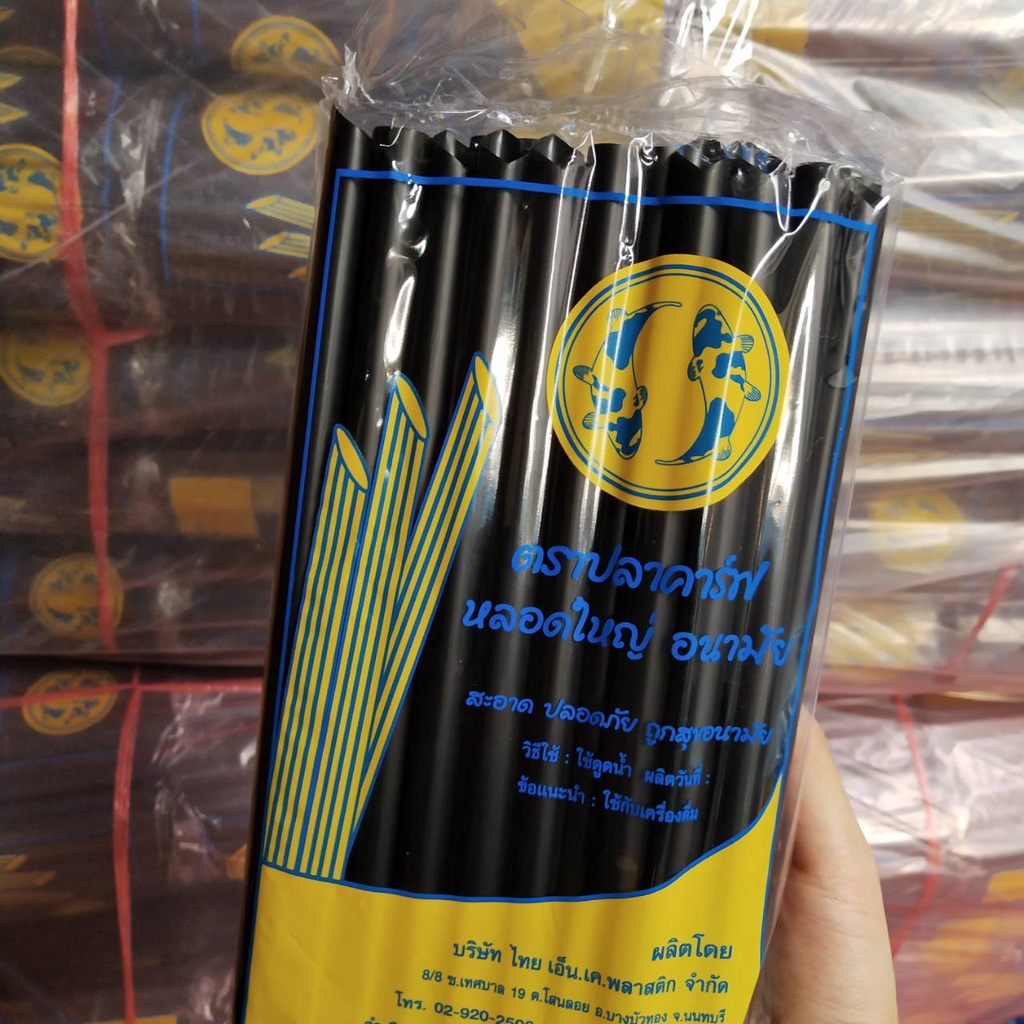 ตราปลาคาร์ฟ
หลอดใหญ่ อนามัย
สะอาด ปลอดภัย ถูกสุขอนามัย
วิธีใช้ : ใช้ดูดน้ำ ผลิตวันที่ :
ข้อแนะนำ : ใช้กับเครื่องดื่ม
ผลิตโดย
บริษัท ไทย เอ็น.เค.พลาสติก จำกัด
8/8 ซ.เทศบาล 19 ต.โสนลอย อ.บางบัวทอง จ.นนทบุรี
โทร. 02-920-